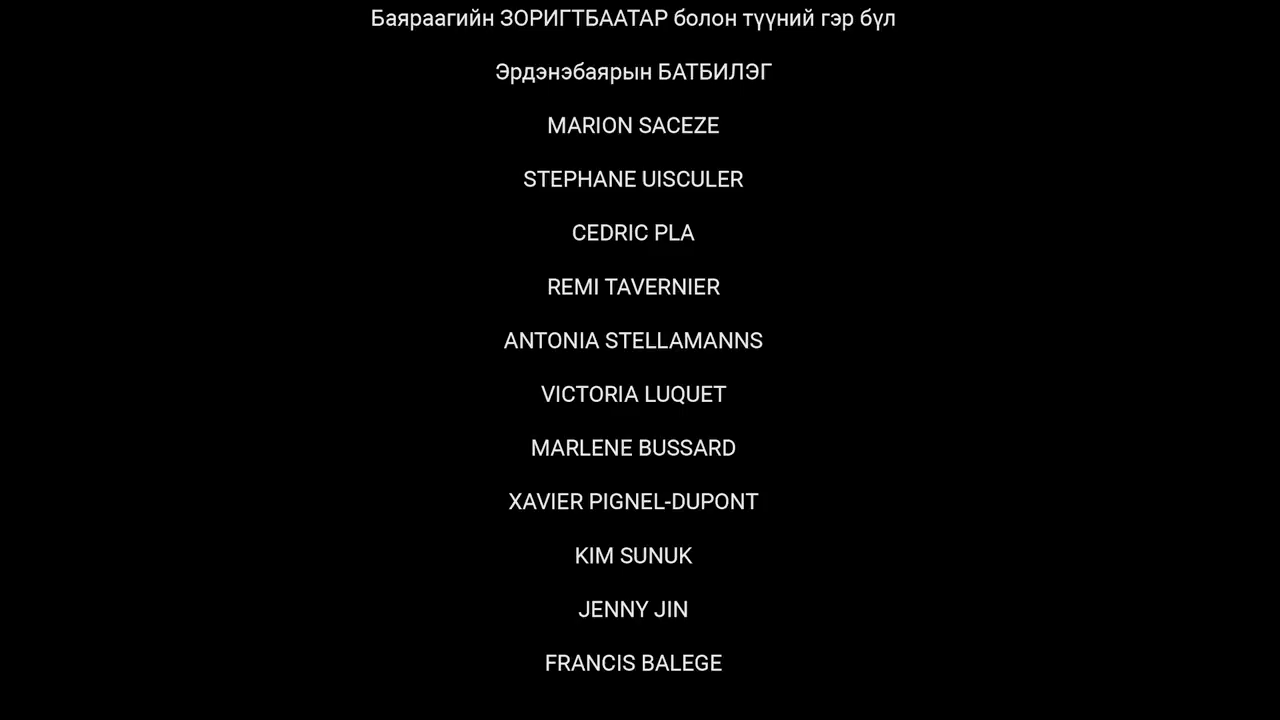 Баяраагийн ЗОРИГТБААТАР болон түүний гэр бүл
Эрдэнэбаярын БАТБИЛЭГ
MARION SACEZE
STEPHANE UISCULER
CEDRIC PLA
REMI TAVERNIER
ANTONIA STELLAMANNS
VICTORIA LUQUET
MARLENE BUSSARD
XAVIER PIGNEL-DUPONT
KIM SUNUK
JENNY JIN
FRANCIS BALEGE